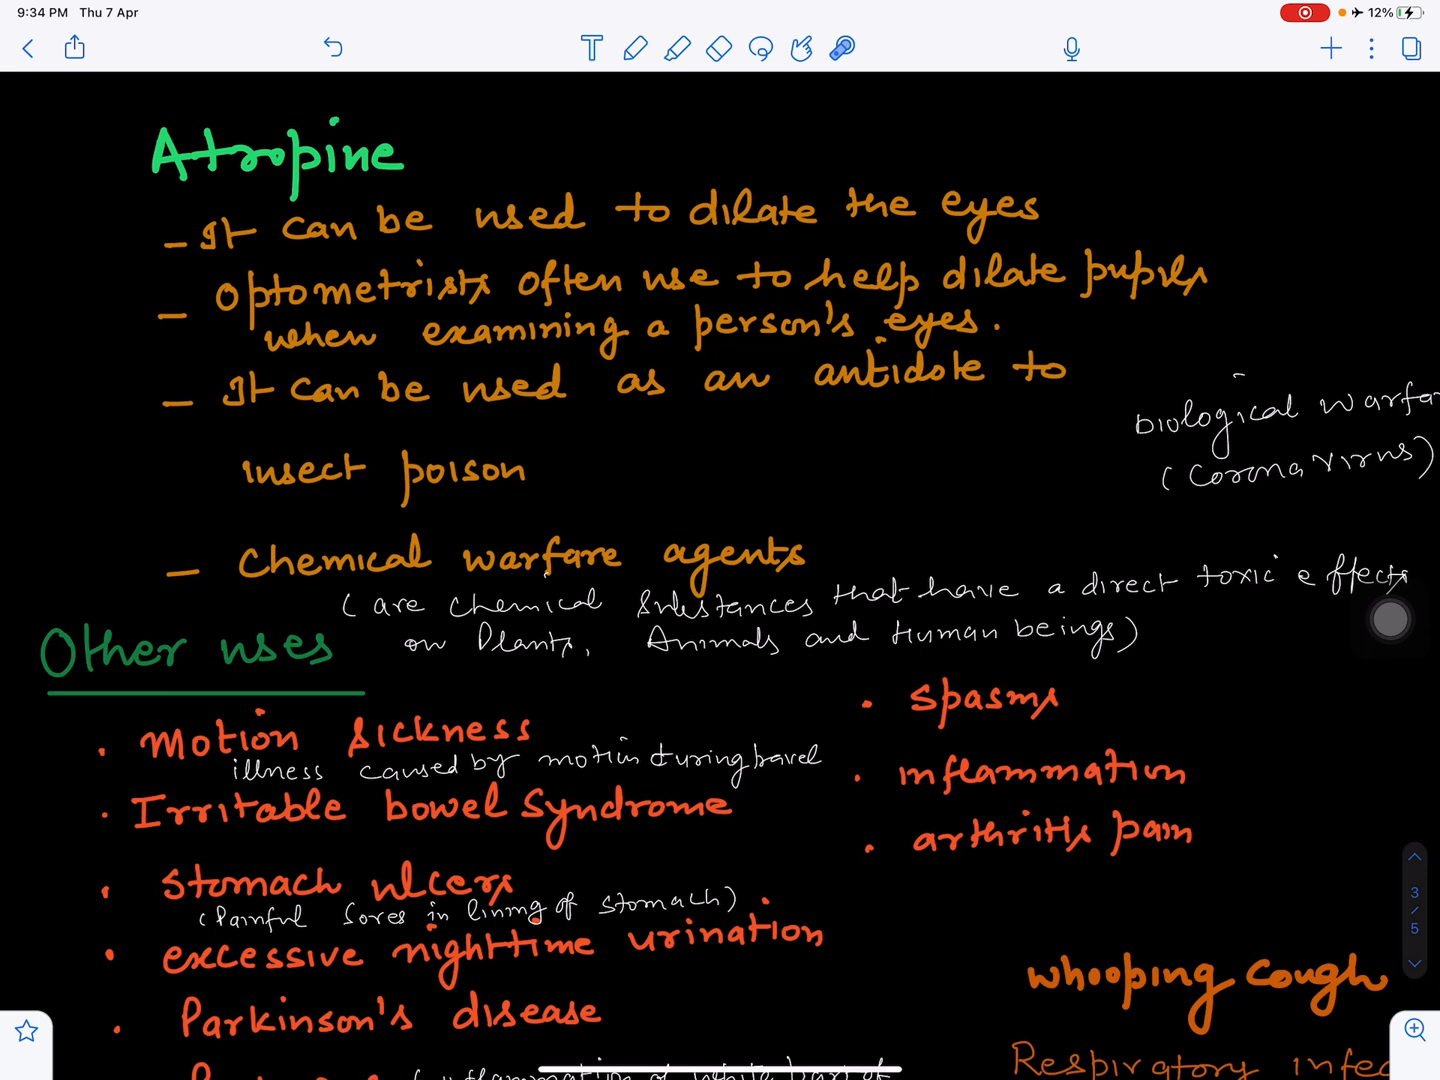 9:34 PM Thu 7 Apr
12%
Atropine
- It can be used to dilate the eyes
- Optometrists often use to help dilate pupils
when examining a person's eyes.
- It can be used as an antidote to
insect poison
biological warfa
(Coronavirus)
- Chemical warfare agents
(are chemical substances that have a direct toxic effects
on Plants, Animals and Human beings)
Other uses
• Motion sickness
illness caused by motion during travel
• Irritable bowel syndrome
• Stomach ulcers
(Painful sores in lining of stomach)
• excessive nighttime urination
• Parkinson's disease
• spasms
• inflammation
• arthritis pain
3/5
whooping cough
Respiratory infec